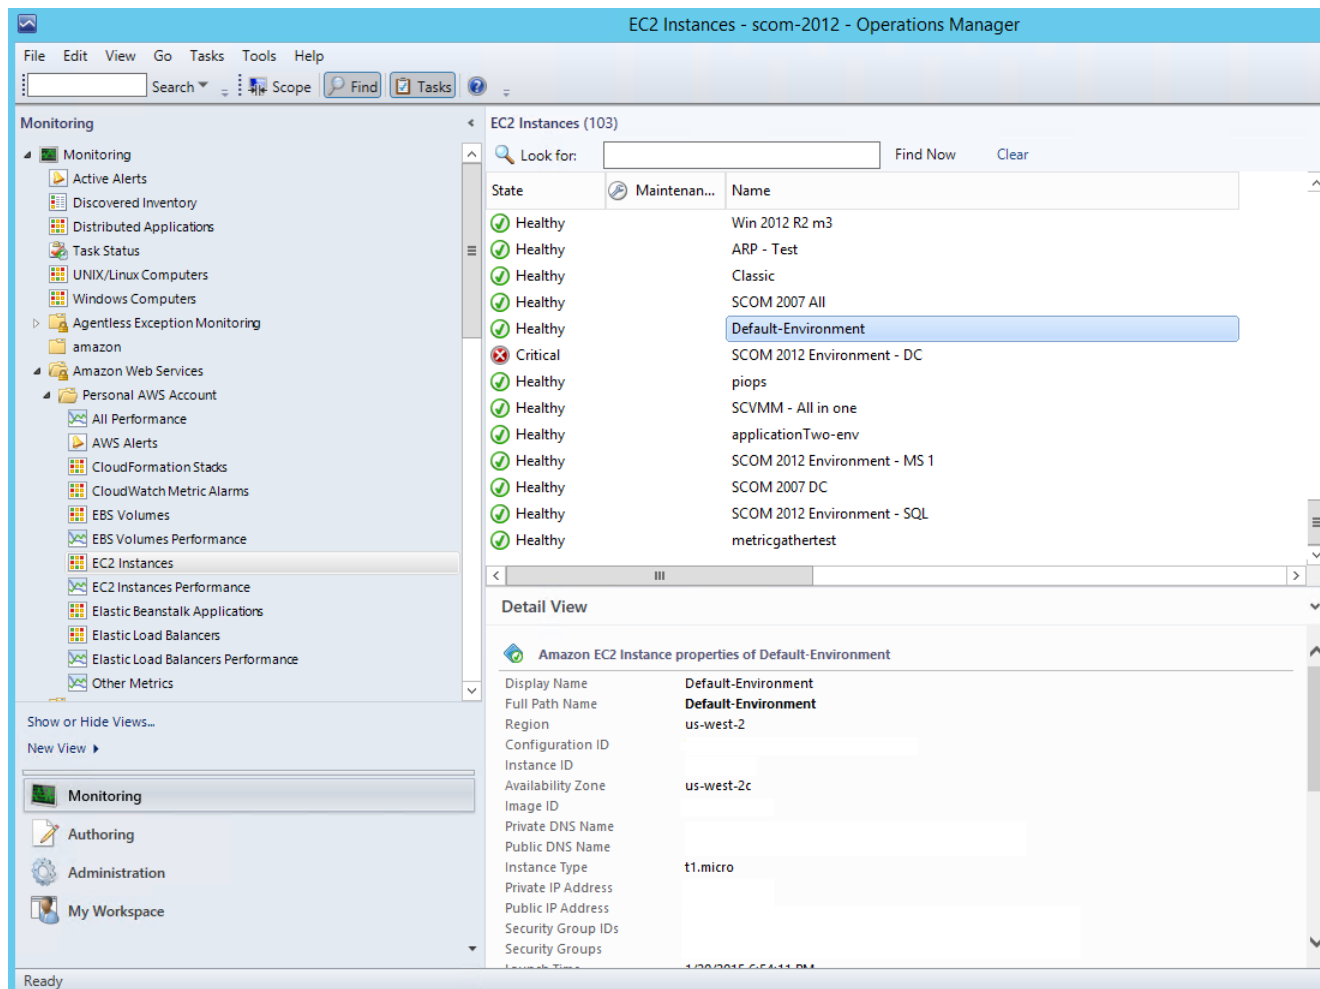 EC2 Instances - scom-2012 - Operations Manager
File Edit View Go Tasks Tools Help
Search Scope Find Tasks
Monitoring
Monitoring
Active Alerts
Discovered Inventory
Distributed Applications
Task Status
UNIX/Linux Computers
Windows Computers
Agentless Exception Monitoring
amazon
Amazon Web Services
Personal AWS Account
All Performance
AWS Alerts
CloudFormation Stacks
CloudWatch Metric Alarms
EBS Volumes
EBS Volumes Performance
EC2 Instances
EC2 Instances Performance
Elastic Beanstalk Applications
Elastic Load Balancers
Elastic Load Balancers Performance
Other Metrics
Show or Hide Views...
New View
Monitoring
Authoring
Administration
My Workspace
EC2 Instances (103)
Look for: Find Now Clear
State Maintenan... Name
Healthy Win 2012 R2 m3
Healthy ARP - Test
Healthy Classic
Healthy SCOM 2007 All
Healthy Default-Environment
Critical SCOM 2012 Environment - DC
Healthy piops
Healthy SCVMM - All in one
Healthy applicationTwo-env
Healthy SCOM 2012 Environment - MS 1
Healthy SCOM 2007 DC
Healthy SCOM 2012 Environment - SQL
Healthy metricgathertest
Detail View
Amazon EC2 Instance properties of Default-Environment
Display Name Default-Environment
Full Path Name Default-Environment
Region us-west-2
Configuration ID
Instance ID
Availability Zone us-west-2c
Image ID
Private DNS Name
Public DNS Name
Instance Type t1.micro
Private IP Address
Public IP Address
Security Group IDs
Security Groups
Launch Time
Ready